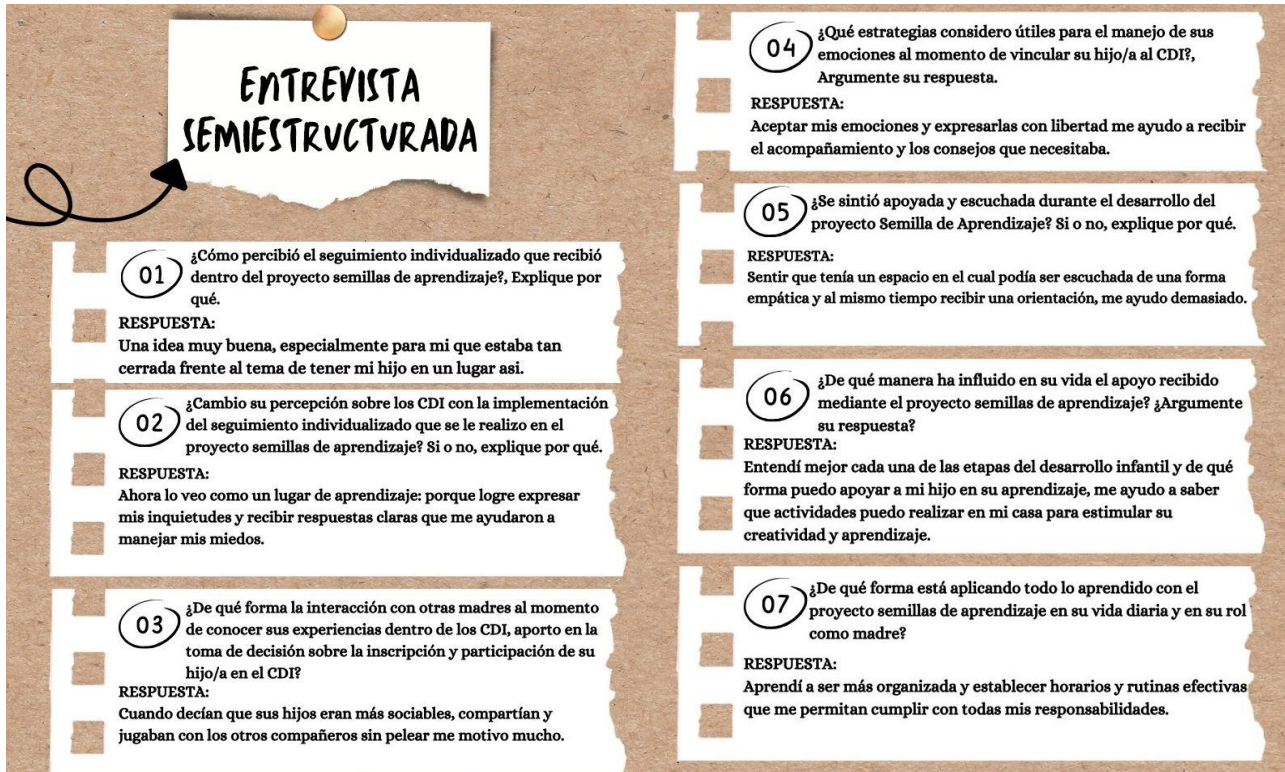 ENTREVISTA
SEMIESTRUCTURADA
01
¿Cómo percibió el seguimiento individualizado que recibió
dentro del proyecto semillas de aprendizaje?, Explique por
qué.
RESPUESTA:
Una idea muy buena, especialmente para mi que estaba tan
cerrada frente al tema de tener mi hijo en un lugar asi.
02
¿Cambio su percepción sobre los CDI con la implementación
del seguimiento individualizado que se le realizo en el
proyecto semillas de aprendizaje? Si o no, explique por qué.
RESPUESTA:
Ahora lo veo como un lugar de aprendizaje: porque logre expresar
mis inquietudes y recibir respuestas claras que me ayudaron a
manejar mis miedos.
03
¿De qué forma la interacción con otras madres al momento
de conocer sus experiencias dentro de los CDI, aporto en la
toma de decisión sobre la inscripción y participación de su
hijo/a en el CDI?
RESPUESTA:
Cuando decían que sus hijos eran más sociables, compartían y
jugaban con los otros compañeros sin pelear me motivo mucho.
04
¿Qué estrategias considero útiles para el manejo de sus
emociones al momento de vincular su hijo/a al CDI?,
Argumente su respuesta.
RESPUESTA:
Aceptar mis emociones y expresarlas con libertad me ayudo a recibir
el acompañamiento y los consejos que necesitaba.
05
¿Se sintió apoyada y escuchada durante el desarrollo del
proyecto Semilla de Aprendizaje? Si o no, explique por qué.
RESPUESTA:
Sentir que tenía un espacio en el cual podía ser escuchada de una forma
empática y al mismo tiempo recibir una orientación, me ayudo demasiado.
06
¿De qué manera ha influido en su vida el apoyo recibido
mediante el proyecto semillas de aprendizaje? ¿Argumente
su respuesta?
RESPUESTA:
Entendí mejor cada una de las etapas del desarrollo infantil y de qué
forma puedo apoyar a mi hijo en su aprendizaje, me ayudo a saber
que actividades puedo realizar en mi casa para estimular su
creatividad y aprendizaje.
07
¿De qué forma está aplicando todo lo aprendido con el
proyecto semillas de aprendizaje en su vida diaria y en su rol
como madre?
RESPUESTA:
Aprendí a ser más organizada y establecer horarios y rutinas efectivas
que me permitan cumplir con todas mis responsabilidades.